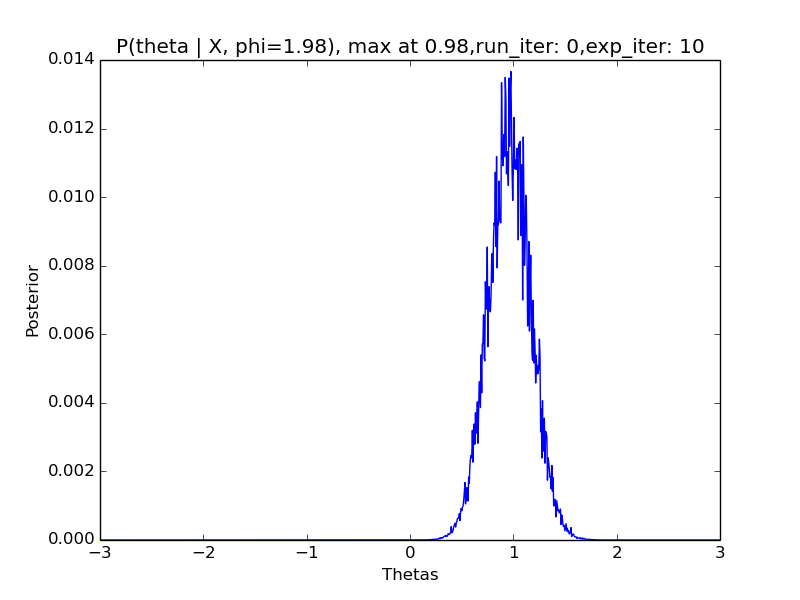 P(theta | X, phi=1.98), max at 0.98,run_iter: 0,exp_iter: 10
0.014
0.012
0.010
0.008
0.006
0.004
0.002
0.000
Posterior
−3 −2 −1 0 1 2 3
Thetas